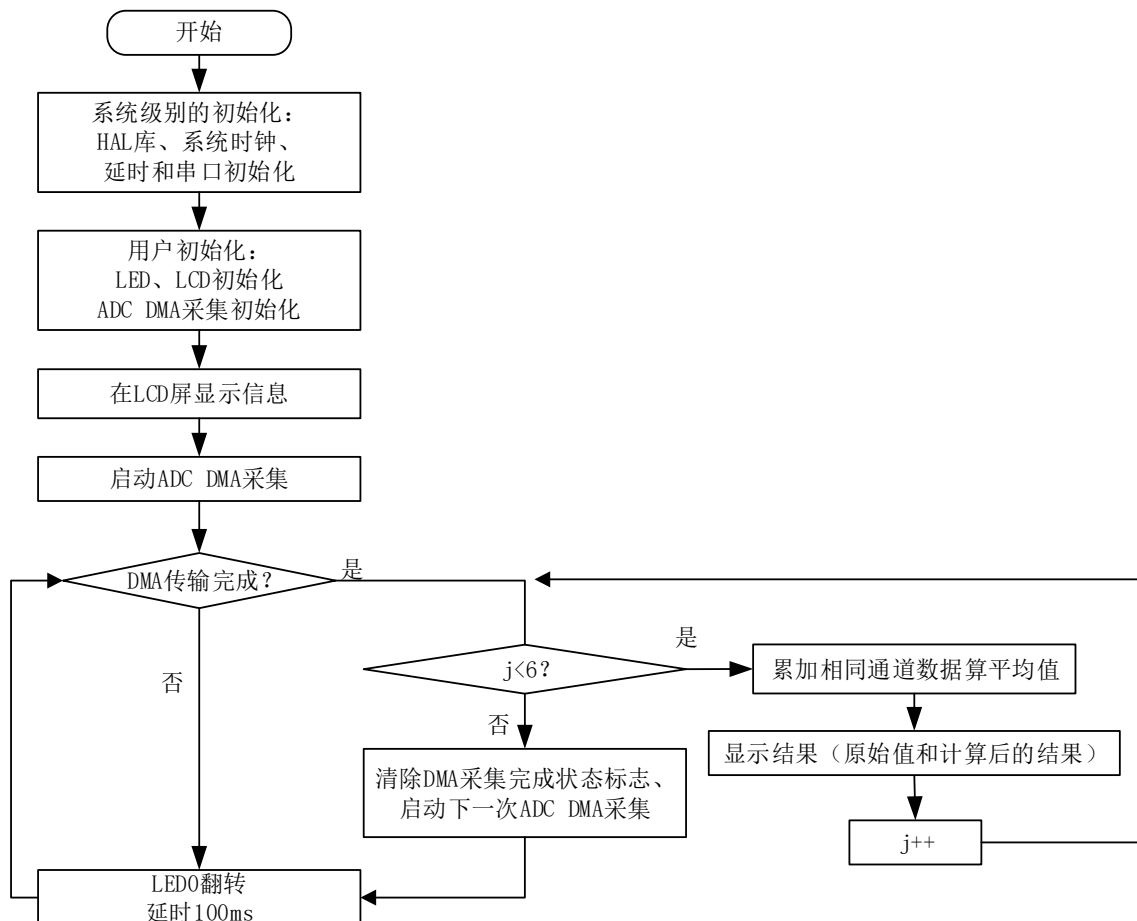 开始
系统级别的初始化：
HAL库、系统时钟、
延时和串口初始化
用户初始化：
LED、LCD初始化
ADC DMA采集初始化
在LCD屏显示信息
启动ADC DMA采集
DMA传输完成？
是
否
j<6？
是
否
累加相同通道数据算平均值
显示结果（原始值和计算后的结果）
j++
清除DMA采集完成状态标志、
启动下一次ADC DMA采集
LED0翻转
延时100ms